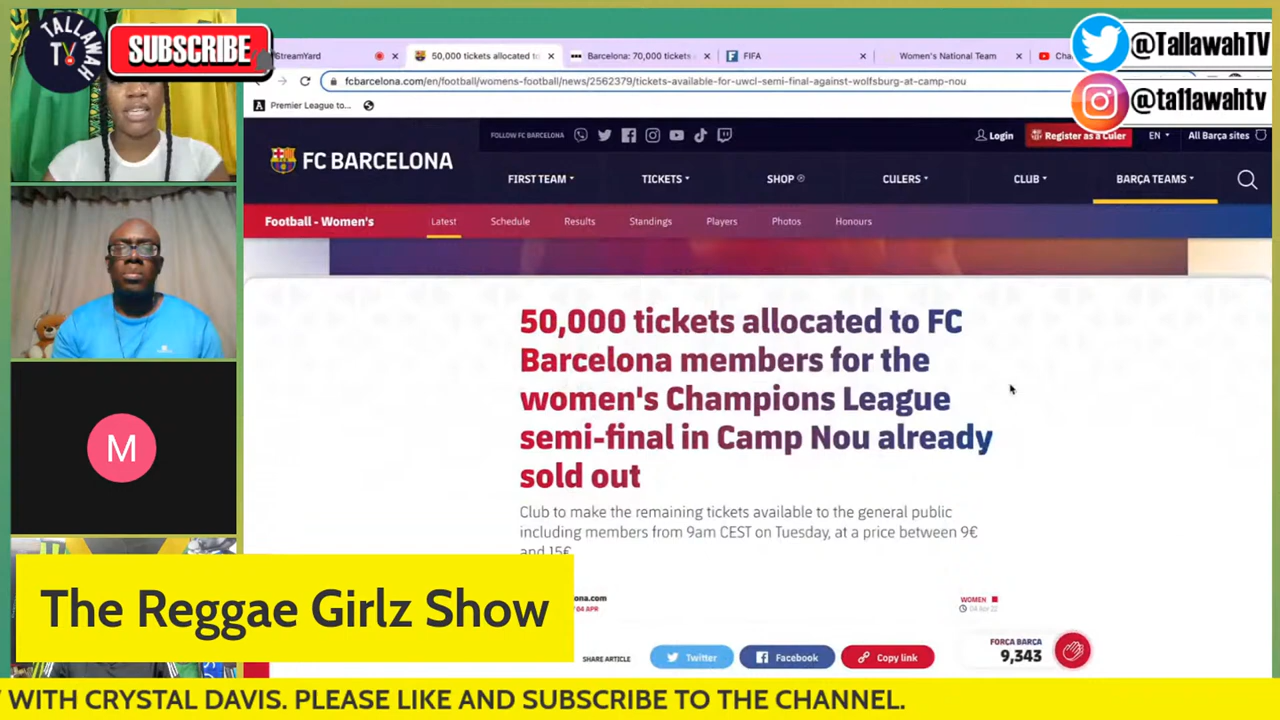 TALLAWAH
TV
SUBSCRIBE
@TallawahTV
@tallawahtv
StreamYard
50,000 tickets allocated to
Barcelona: 70,000 tickets
FIFA
Women's National Team
fcbarcelona.com/en/football/womens-football/news/2562379/tickets-available-for-uwcl-semi-final-against-wolfsburg-at-camp-nou
Premier League to...
FC BARCELONA
FOLLOW FC BARCELONA
Login
Register as a Culer
EN
All Barça sites
FIRST TEAM
TICKETS
SHOP
CULERS
CLUB
BARÇA TEAMS
Football - Women's
Latest
Schedule
Results
Standings
Players
Photos
Honours
50,000 tickets allocated to FC
Barcelona members for the
women's Champions League
semi-final in Camp Nou already
sold out
Club to make the remaining tickets available to the general public
including members from 9am CEST on Tuesday, at a price between 9€
and 15€
M
The Reggae Girlz Show
WOMEN
04 Apr 22
SHARE ARTICLE
Twitter
Facebook
Copy link
FORÇA BARÇA
9,343
WITH CRYSTAL DAVIS. PLEASE LIKE AND SUBSCRIBE TO THE CHANNEL.